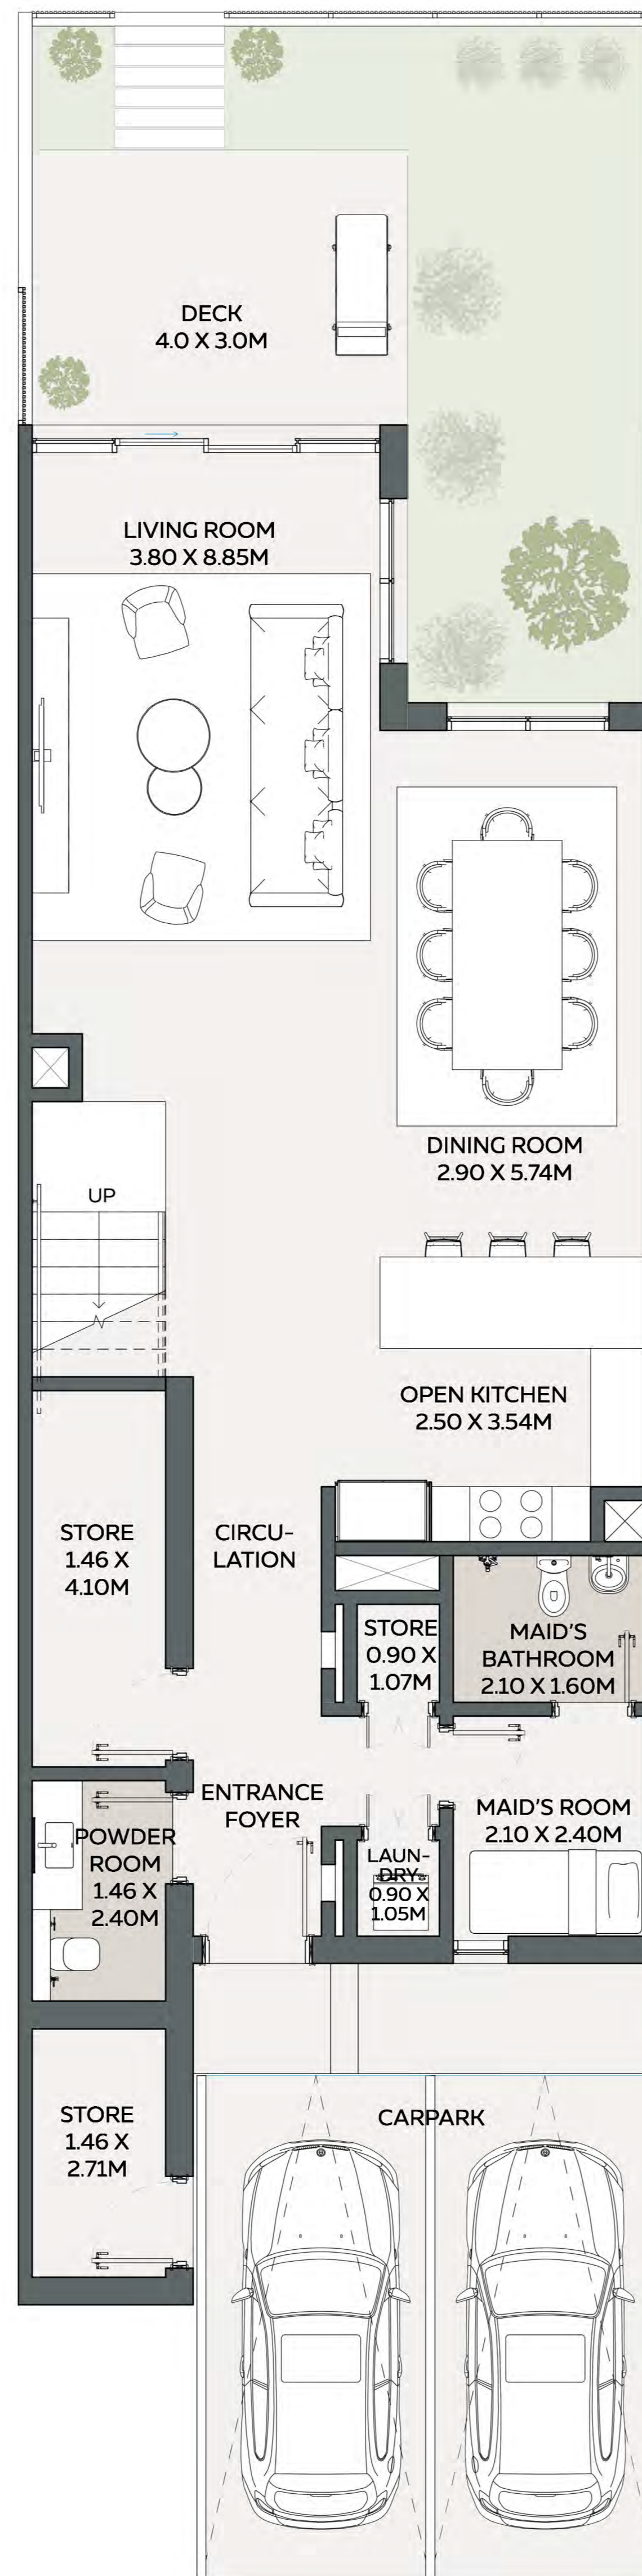 DECK
4.0 X 3.0M
LIVING ROOM
3.80 X 8.85M
DINING ROOM
2.90 X 5.74M
UP
OPEN KITCHEN
2.50 X 3.54M
STORE
1.46 X
4.10M
CIRCU-
LATION
STORE
0.90 X
1.07M
MAID'S
BATHROOM
2.10 X 1.60M
ENTRANCE
FOYER
MAID'S ROOM
2.10 X 2.40M
POWDER
ROOM
1.46 X
2.40M
LAUN-
DRY
0.90 X
1.05M
STORE
1.46 X
2.71M
CARPARK